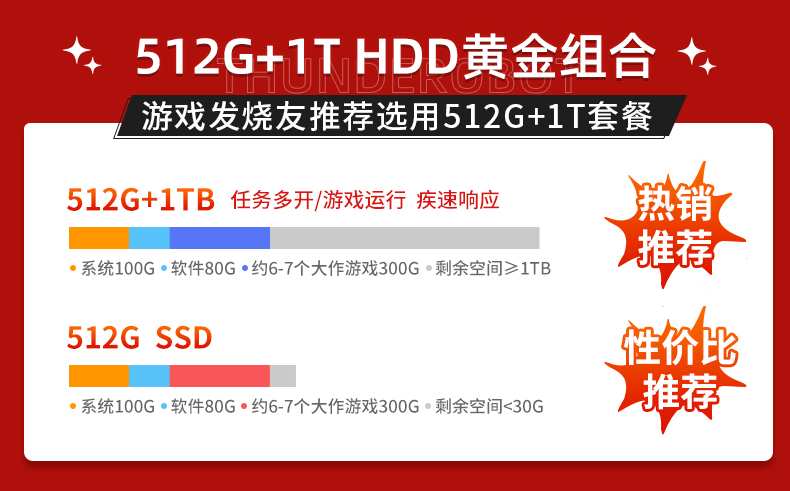 512G+1T HDD黄金组合
THUNDEROBOT
游戏发烧友推荐选用512G+1T套餐
512G+1TB 任务多开/游戏运行 疾速响应
系统100G 软件80G 约6-7个大作游戏300G 剩余空间≥1TB
热销
推荐
512G SSD
系统100G 软件80G 约6-7个大作游戏300G 剩余空间<30G
性价比
推荐